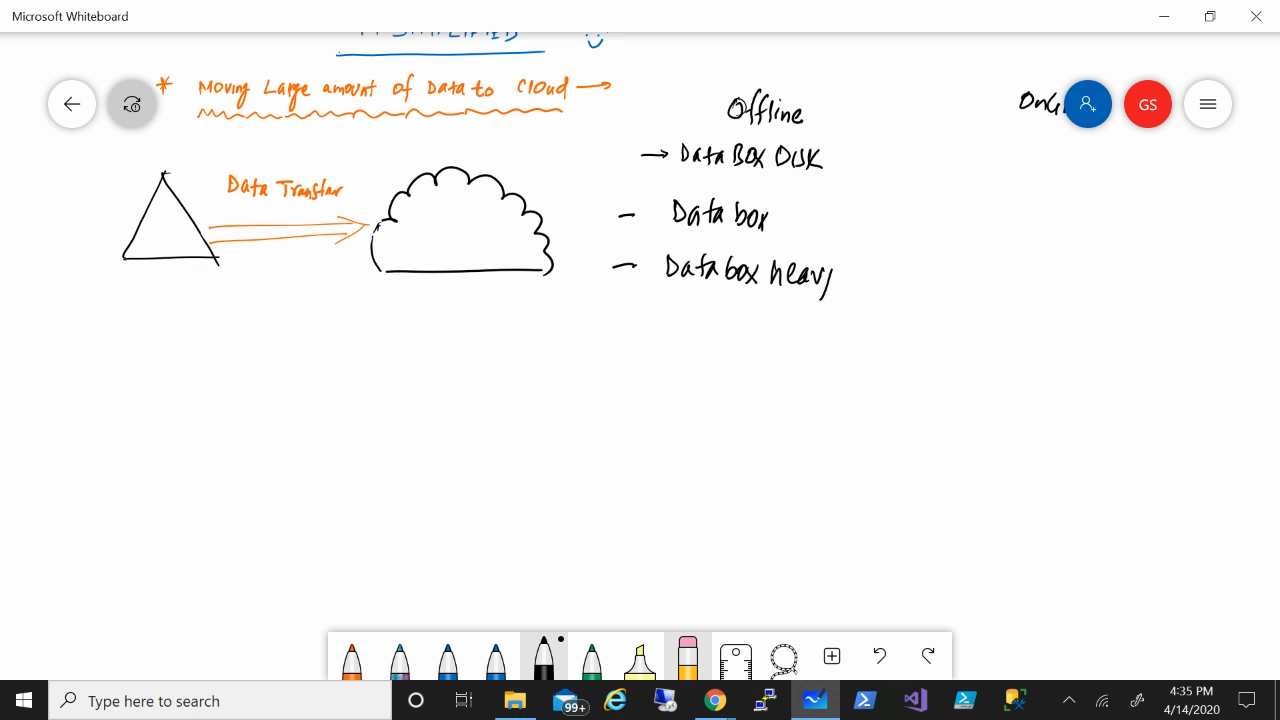 Microsoft Whiteboard
* Moving Large amount of Data to Cloud →
Offline
GS
→ Data Box Disk
Data Transfer
- Data box
- Data box heavy
Type here to search
99+
4:35 PM
4/14/2020